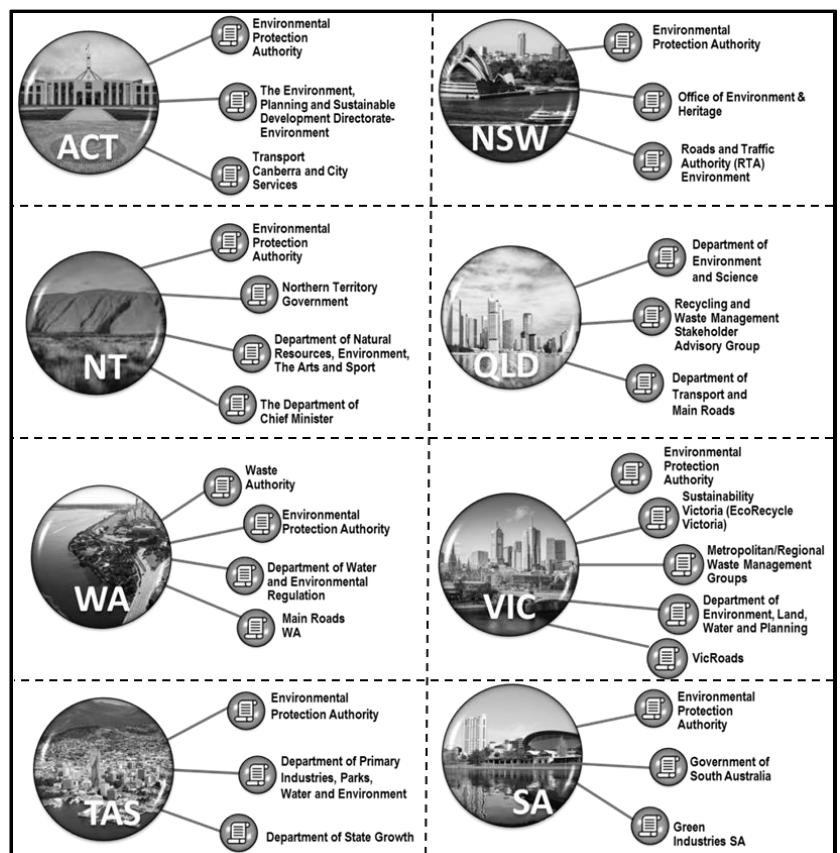 Environmental
Protection
Authority
The Environment,
Planning and Sustainable
Development Directorate-
Environment
ACT
Transport
Canberra and City
Services
Environmental
Protection Authority
Office of Environment &
Heritage
NSW
Roads and Traffic
Authority (RTA)
Environment
Environmental
Protection
Authority
Northern Territory
Government
Department of Natural
Resources, Environment,
The Arts and Sport
NT
The Department of
Chief Minister
Department of
Environment
and Science
Recycling and
Waste Management
Stakeholder
Advisory Group
QLD
Department of
Transport and
Main Roads
Waste
Authority
Environmental
Protection Authority
Department of Water
and Environmental
Regulation
WA
Main Roads
WA
Environmental
Protection
Authority
Sustainability
Victoria (EcoRecycle
Victoria)
Metropolitan/Regional
Waste Management
Groups
VIC
Department of
Environment, Land,
Water and Planning
VicRoads
Environmental
Protection Authority
Department of Primary
Industries, Parks,
Water and Environment
TAS
Department of State Growth
Environmental
Protection
Authority
Government of
South Australia
SA
Green
Industries SA